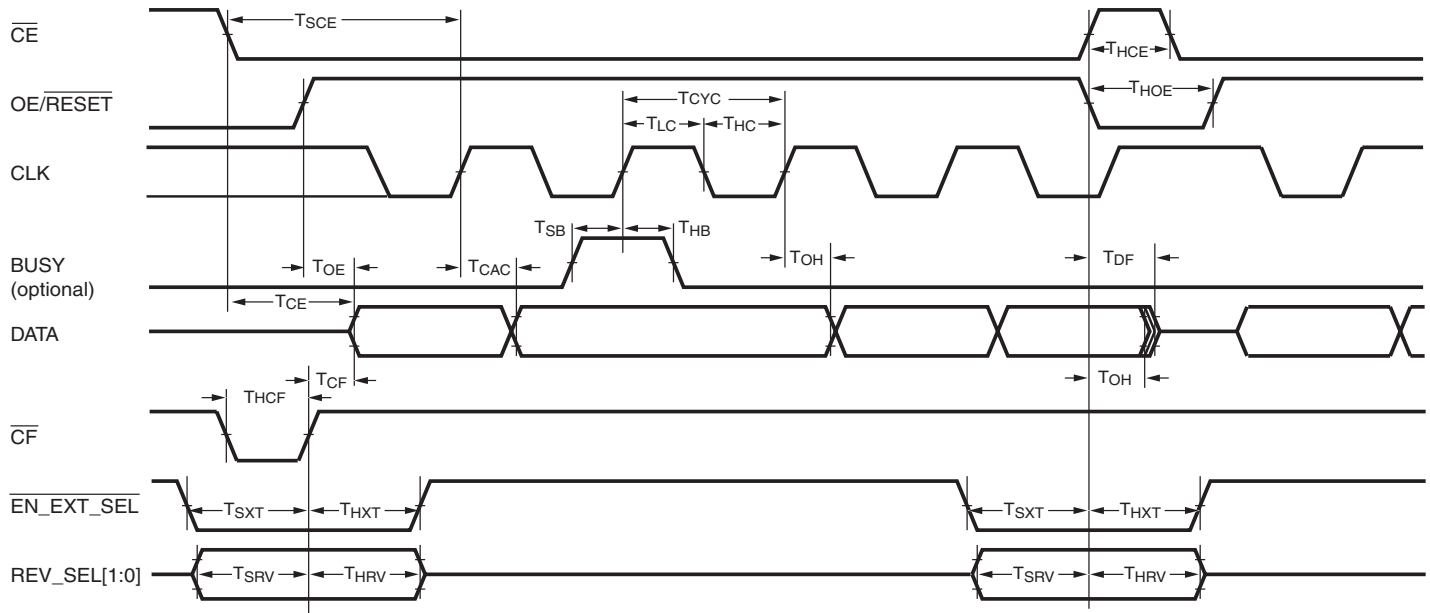 CE
TSCE
THCE
OE/RESET
THOE
TCYC
TLC
THC
CLK
TSB
THB
BUSY
(optional)
TOE
TCAC
TOH
TDF
TCE
DATA
TCF
TOH
THCF
CF
EN_EXT_SEL
TSXT
THXT
TSXT
THXT
REV_SEL[1:0]
TSRV
THRV
TSRV
THRV